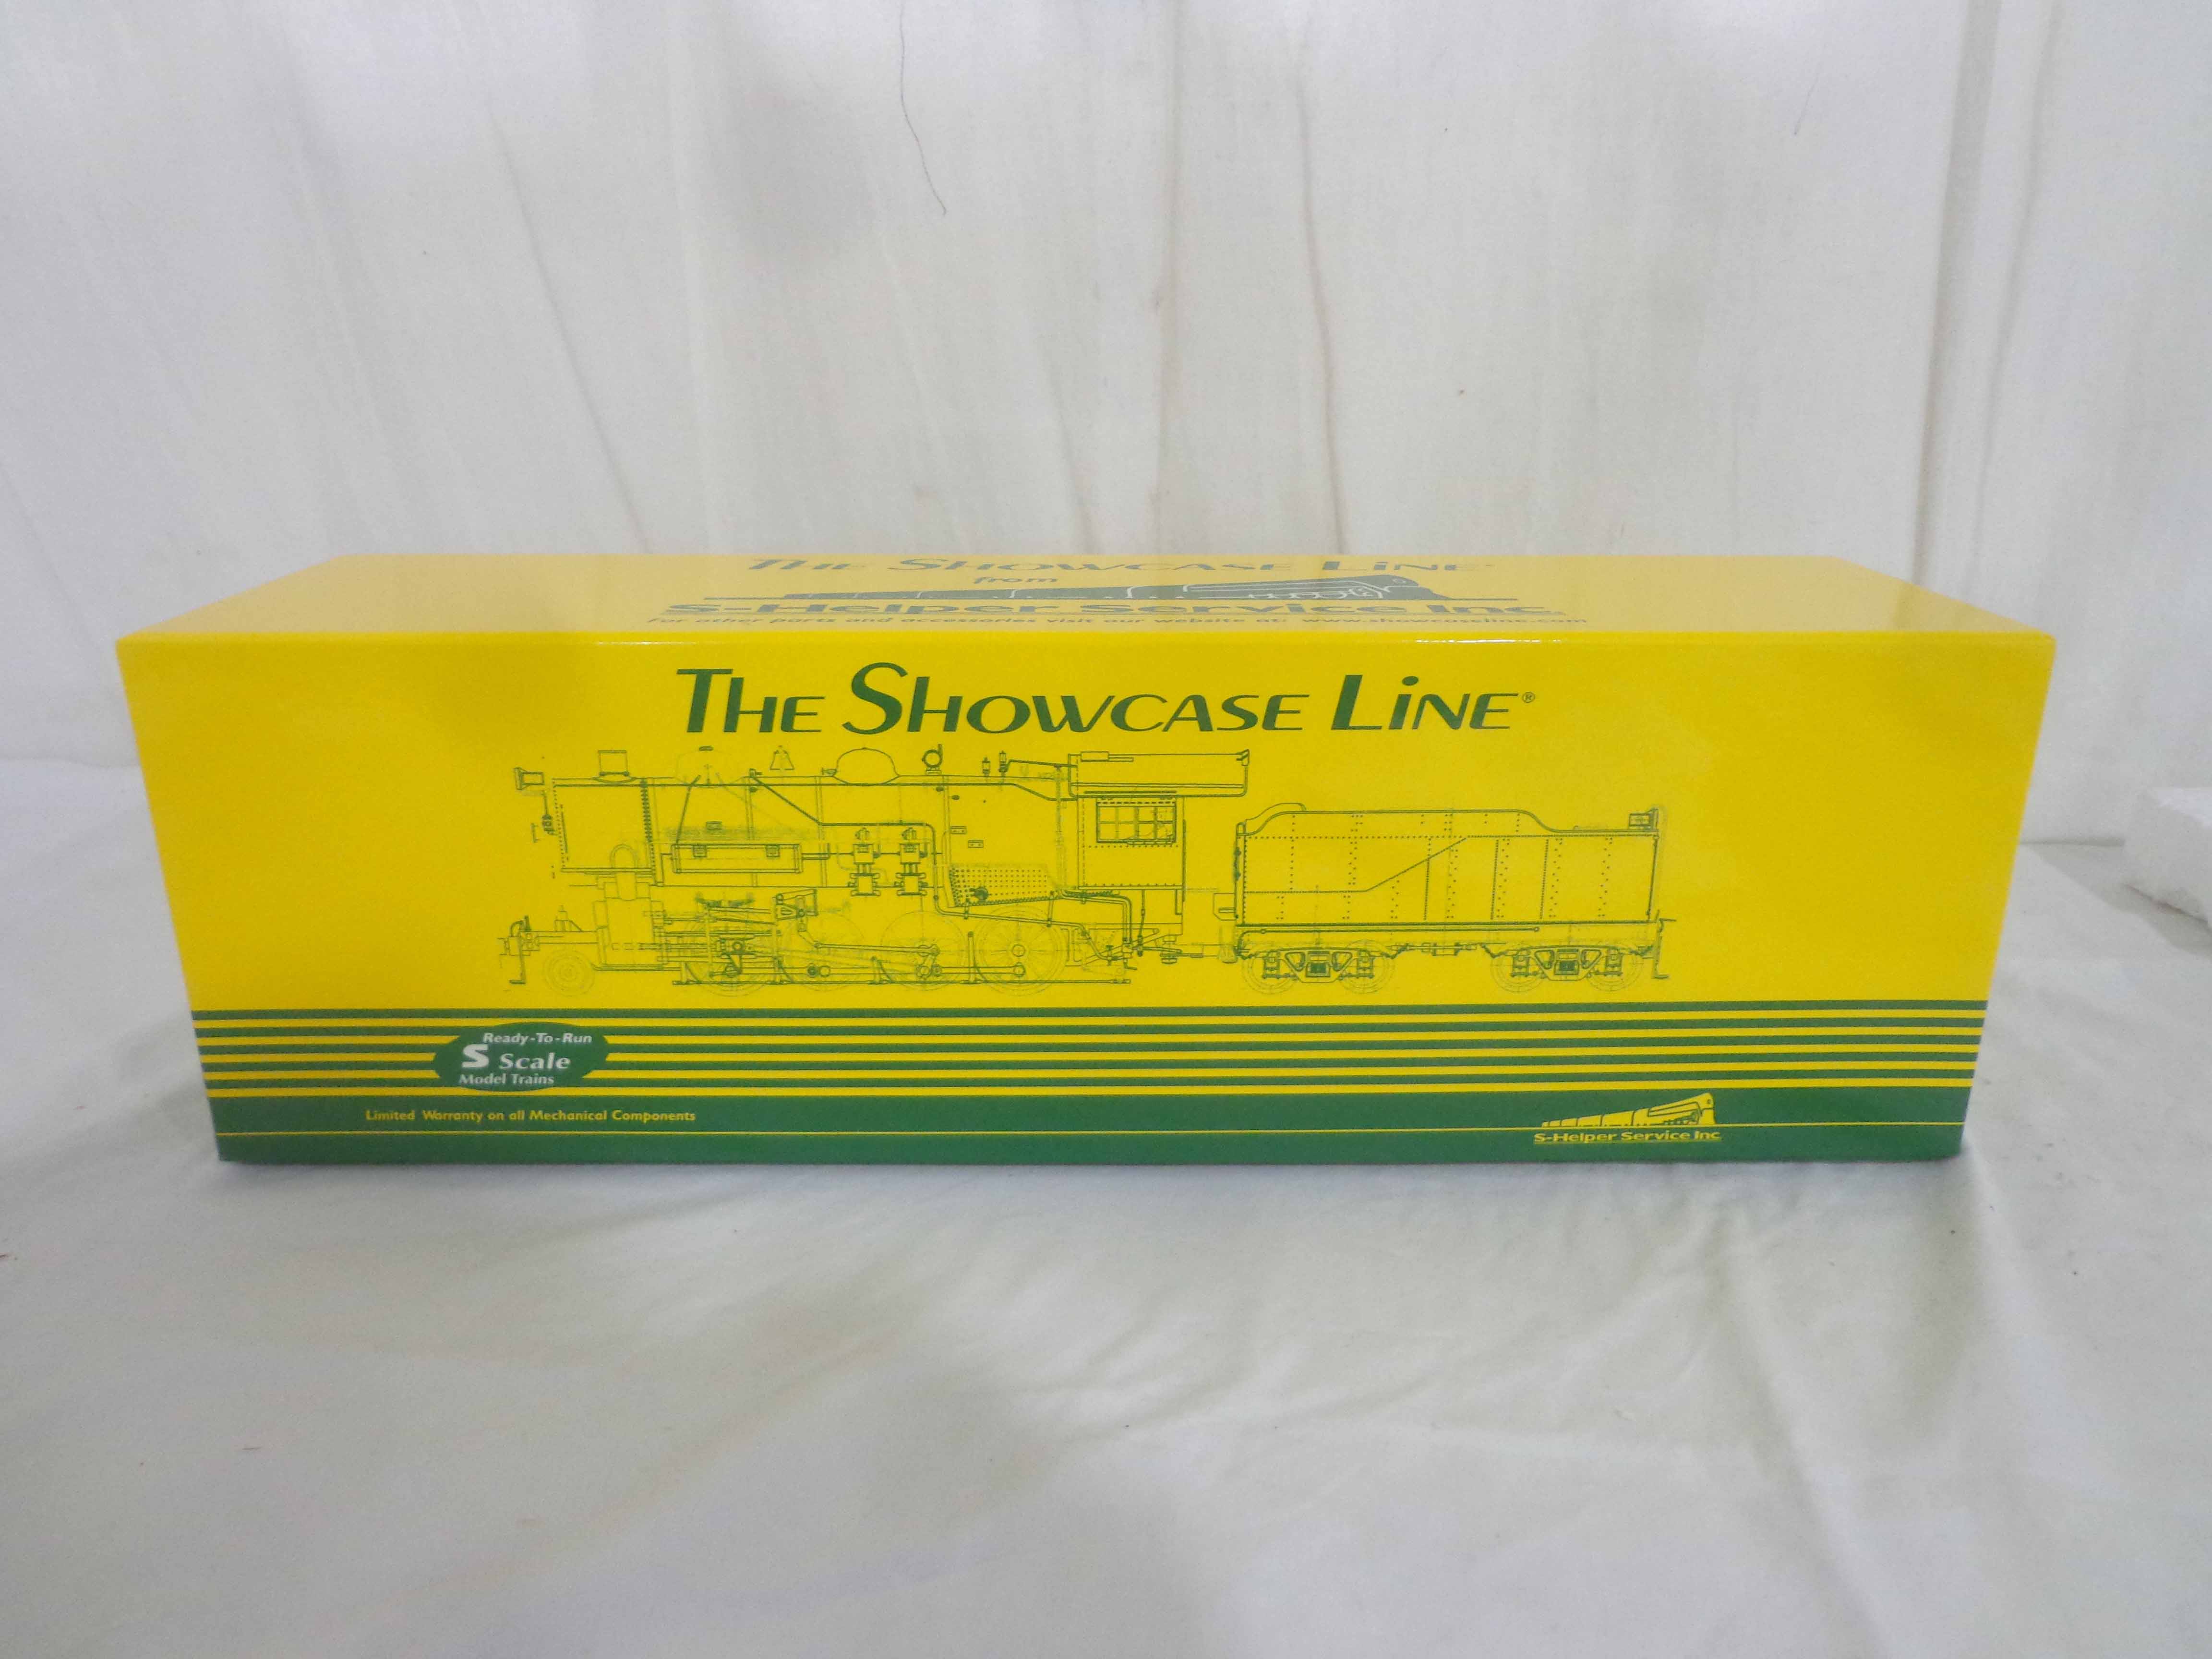 The Showcase Line
from
S-Helper Service Inc
For other parts and accessories visit our website at: www.showcaseline.com
The Showcase Line®
Ready-To-Run
S Scale
Model Trains
Limited Warranty on all Mechanical Components
S-Helper Service Inc